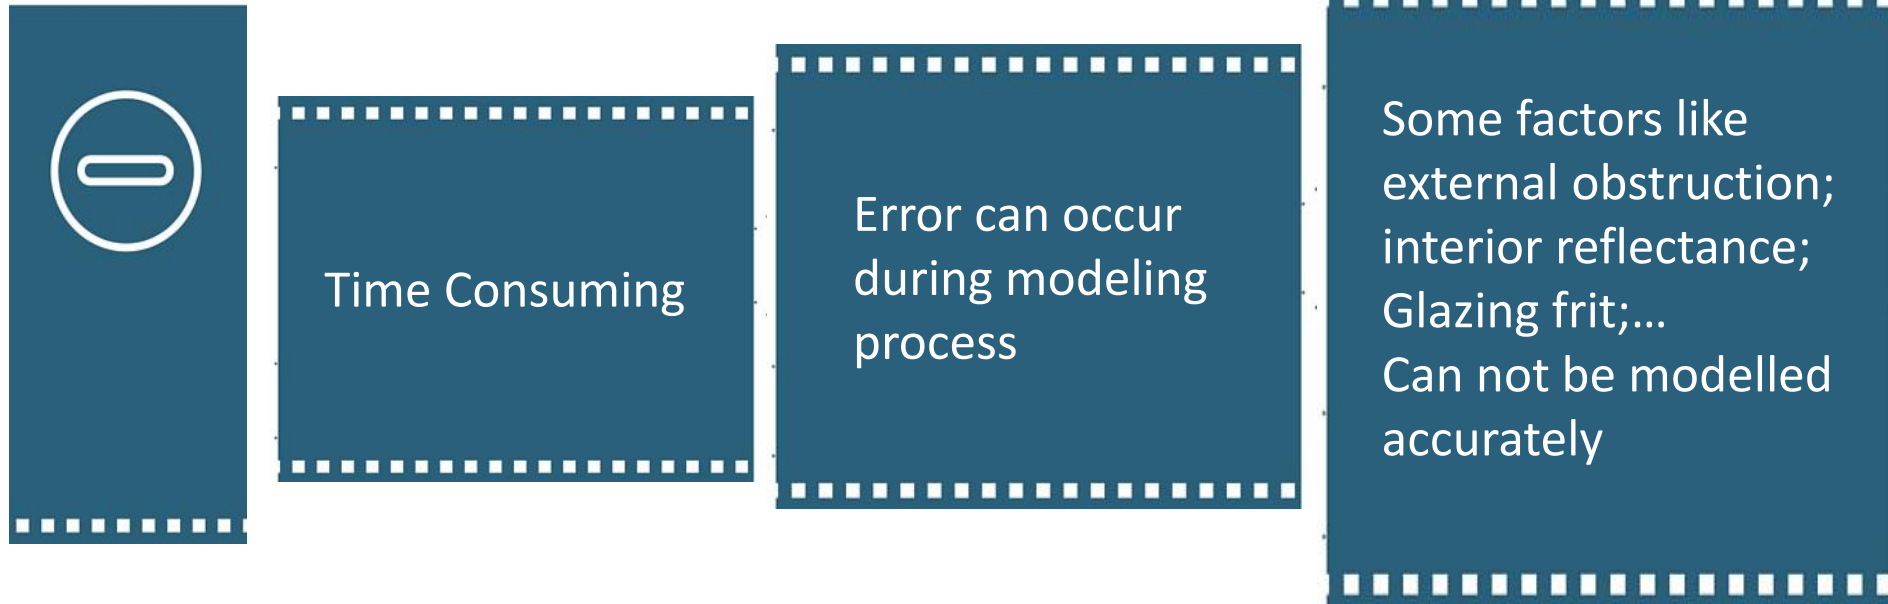 Time Consuming
Error can occur
during modeling
process
Some factors like
external obstruction;
interior reflectance;
Glazing frit;...
Can not be modelled
accurately